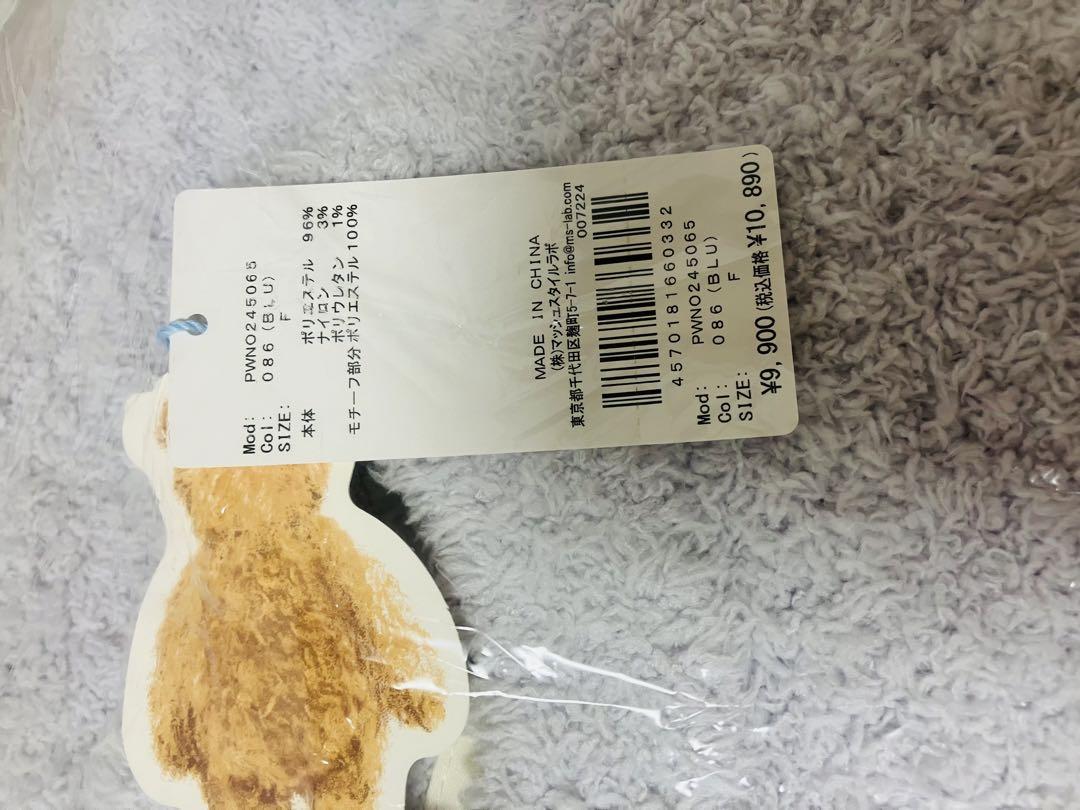 Mod: PWNO245065
Col: 086 (BLU)
SIZE: F
本体 ポリエステル 96%
ナイロン 3%
ポリウレタン 1%
モチーフ部分 ポリエステル 100%
MADE IN CHINA
(株)マッシュスタイルラボ
東京都千代田区麹町5-7-1 info@ms-lab.com
007224
4570181660332
Mod: PWNO245065
Col: 086 (BLU)
SIZE: F
¥9,900 (税込価格 ¥10,890)